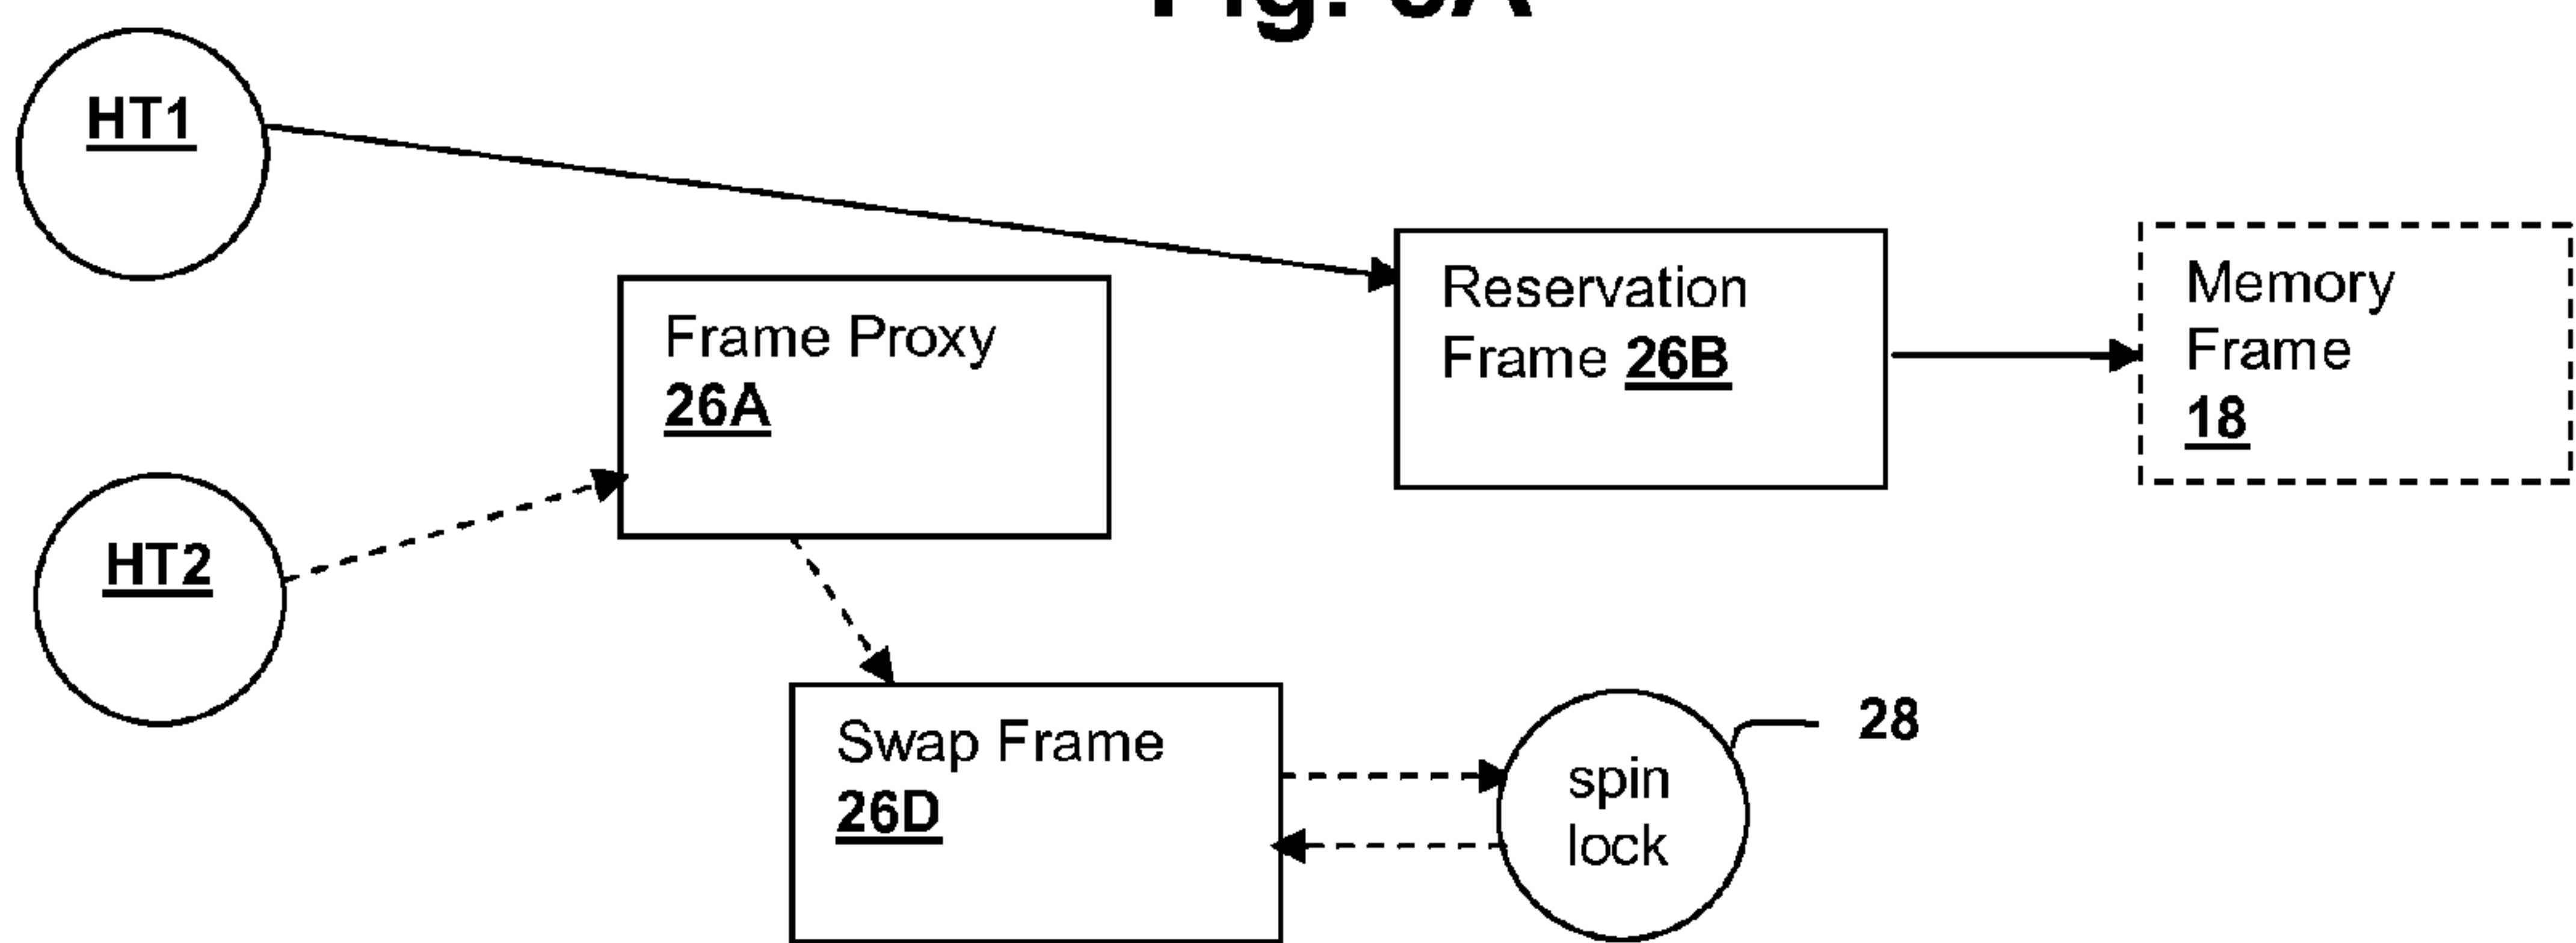 HT1
Frame Proxy
26A
Reservation
Frame 26B
Memory
Frame
18
HT2
Swap Frame
26D
spin
lock
28